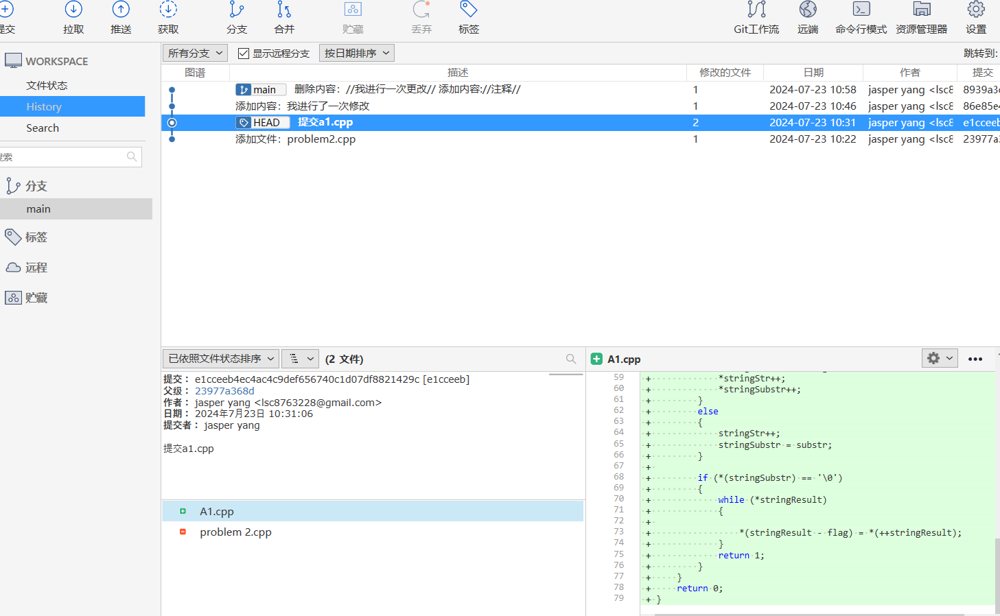 提交 拉取 推送 获取 分支 合并 贮藏 丢弃 标签 Git工作流 远端 命令行模式 资源管理器 设置
WORKSPACE
文件状态
History
Search
搜索
分支
main
标签
远程
贮藏
所有分支 显示远程分支 按日期排序 跳转到:
图谱 描述 修改的文件 日期 作者 提交
main 删除内容：//我进行一次更改// 添加内容://注释// 1 2024-07-23 10:58 jasper yang <lsc8 8939a3
添加内容：我进行了一次修改 1 2024-07-23 10:46 jasper yang <lsc8 86e85e
HEAD 提交a1.cpp 2 2024-07-23 10:31 jasper yang <lsc8 e1cceeb
添加文件：problem2.cpp 1 2024-07-23 10:22 jasper yang <lsc8 23977a
已依照文件状态排序 (2 文件)
提交： e1cceeb4ec4ac4c9def656740c1d07df8821429c [e1cceeb]
父级： 23977a368d
作者： jasper yang <lsc8763228@gmail.com>
日期： 2024年7月23日 10:31:06
提交者： jasper yang
提交a1.cpp
A1.cpp
problem 2.cpp
A1.cpp
59 + *stringStr++;
60 + *stringSubstr++;
61 + }
62 + else
63 + {
64 + stringStr++;
65 + stringSubstr = substr;
66 + }
67 +
68 + if (*(stringSubstr) == '\0')
69 + {
70 + while (*stringResult)
71 + {
72 +
73 + *(stringResult - flag) = *(++stringResult);
74 + }
75 + return 1;
76 + }
77 + }
78 + return 0;
79 + }